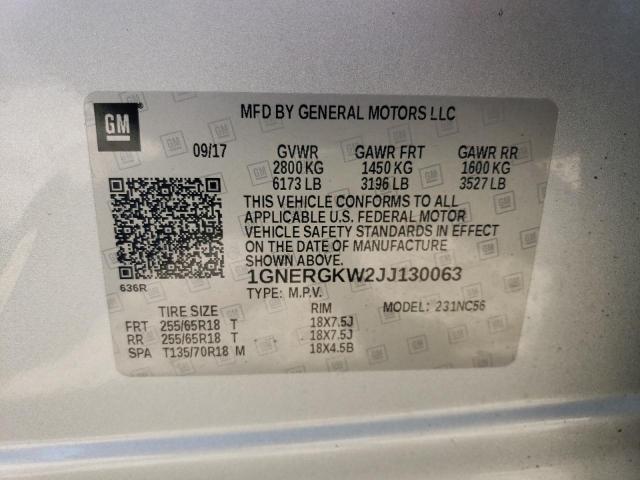 GM
MFD BY GENERAL MOTORS LLC
09/17 GVWR GAWR FRT GAWR RR
2800 KG 1450 KG 1600 KG
6173 LB 3196 LB 3527 LB
THIS VEHICLE CONFORMS TO ALL
APPLICABLE U.S. FEDERAL MOTOR
VEHICLE SAFETY STANDARDS IN EFFECT
ON THE DATE OF MANUFACTURE
SHOWN ABOVE.
636R
1GNERGKW2JJ130063
TYPE: M.P.V.
TIRE SIZE RIM MODEL: 231NC56
FRT 255/65R18 T 18X7.5J
RR 255/65R18 T 18X7.5J
SPA T135/70R18 M 18X4.5B